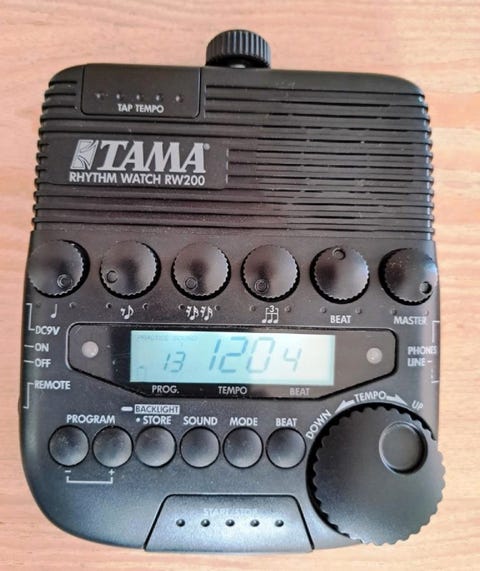 TAP TEMPO
TAMA®
RHYTHM WATCH RW200
BEAT
MASTER
DC9V
ON
OFF
REMOTE
PHONES
LINE
PRACTICE SOUND
13 120 4
PROG. TEMPO BEAT
BACKLIGHT
PROGRAM • STORE SOUND MODE BEAT
- +
DOWN TEMPO UP
START/STOP